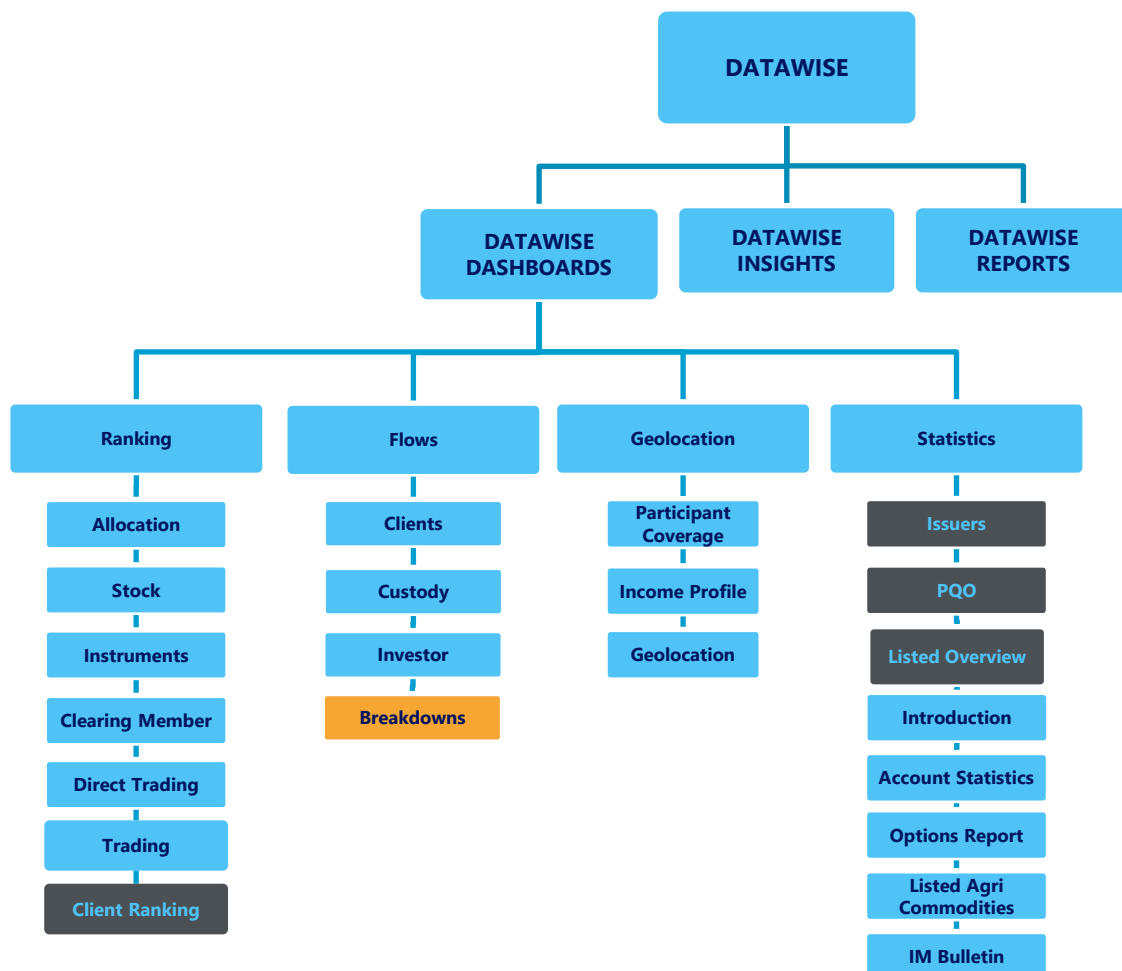 DATAWISE
DATAWISE
DASHBOARDS
DATAWISE
INSIGHTS
DATAWISE
REPORTS
Ranking
Flows
Geolocation
Statistics
Allocation
Stock
Instruments
Clearing Member
Direct Trading
Trading
Client Ranking
Clients
Custody
Investor
Breakdowns
Participant
Coverage
Income Profile
Geolocation
Issuers
PQO
Listed Overview
Introduction
Account Statistics
Options Report
Listed Agri
Commodities
IM Bulletin